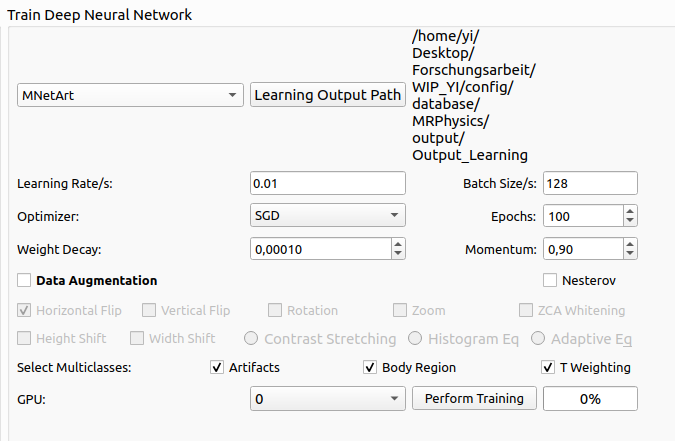 Train Deep Neural Network
MNetArt
Learning Output Path
/home/yi/
Desktop/
Forschungsarbeit/
WIP_YI/config/
database/
MRPhysics/
output/
Output_Learning
Learning Rate/s: 0.01 Batch Size/s: 128
Optimizer: SGD Epochs: 100
Weight Decay: 0,00010 Momentum: 0,90
Data Augmentation Nesterov
Horizontal Flip Vertical Flip Rotation Zoom ZCA Whitening
Height Shift Width Shift Contrast Stretching Histogram Eq Adaptive Eq
Select Multiclasses: Artifacts Body Region T Weighting
GPU: 0 Perform Training 0%